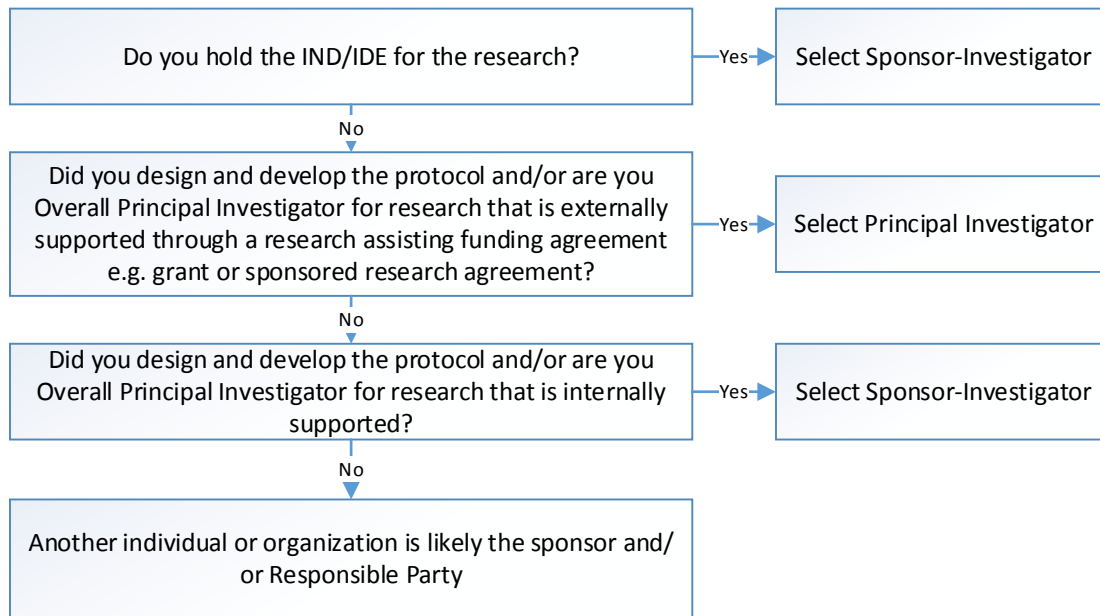 Do you hold the IND/IDE for the research?
Yes
Select Sponsor-Investigator
No
Did you design and develop the protocol and/or are you
Overall Principal Investigator for research that is externally
supported through a research assisting funding agreement
e.g. grant or sponsored research agreement?
Yes
Select Principal Investigator
No
Did you design and develop the protocol and/or are you
Overall Principal Investigator for research that is internally
supported?
Yes
Select Sponsor-Investigator
No
Another individual or organization is likely the sponsor and/
or Responsible Party